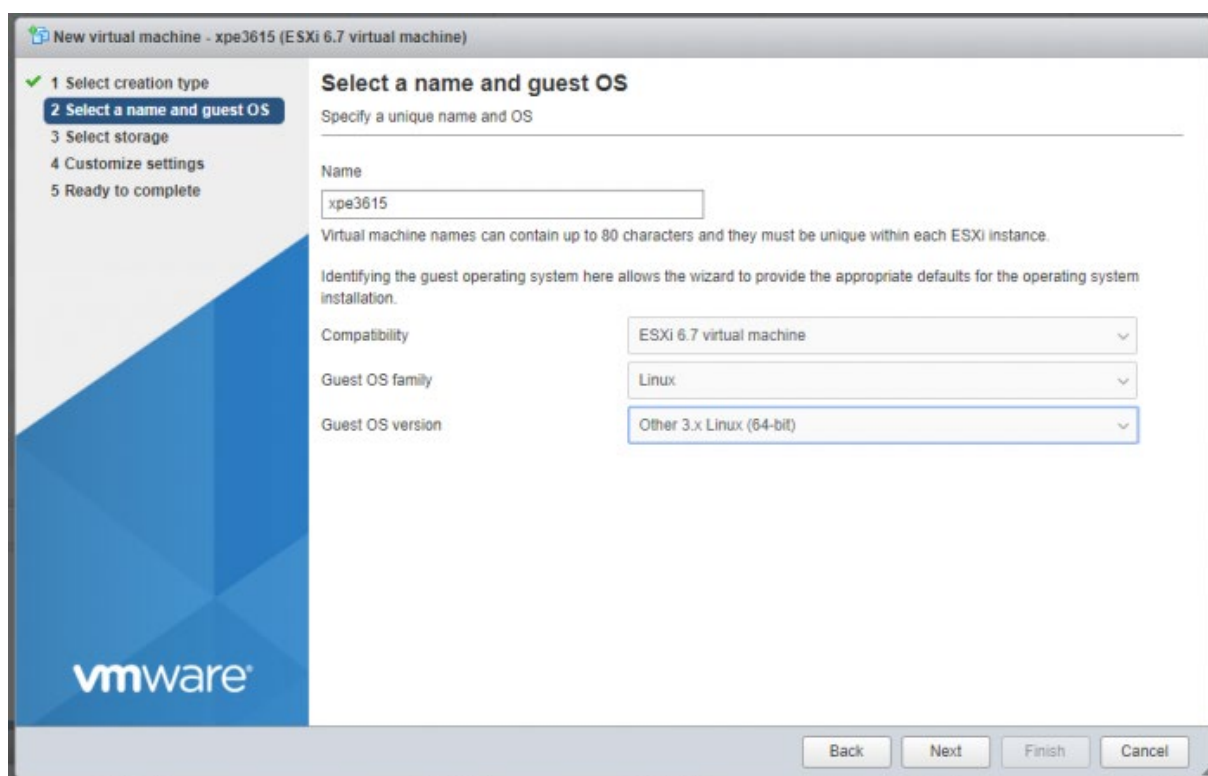 New virtual machine - xpe3615 (ESXi 6.7 virtual machine)
1 Select creation type
2 Select a name and guest OS
3 Select storage
4 Customize settings
5 Ready to complete
Select a name and guest OS
Specify a unique name and OS
Name
xpe3615
Virtual machine names can contain up to 80 characters and they must be unique within each ESXi instance.
Identifying the guest operating system here allows the wizard to provide the appropriate defaults for the operating system
installation.
Compatibility ESXi 6.7 virtual machine
Guest OS family Linux
Guest OS version Other 3.x Linux (64-bit)
vmware®
Back Next Finish Cancel